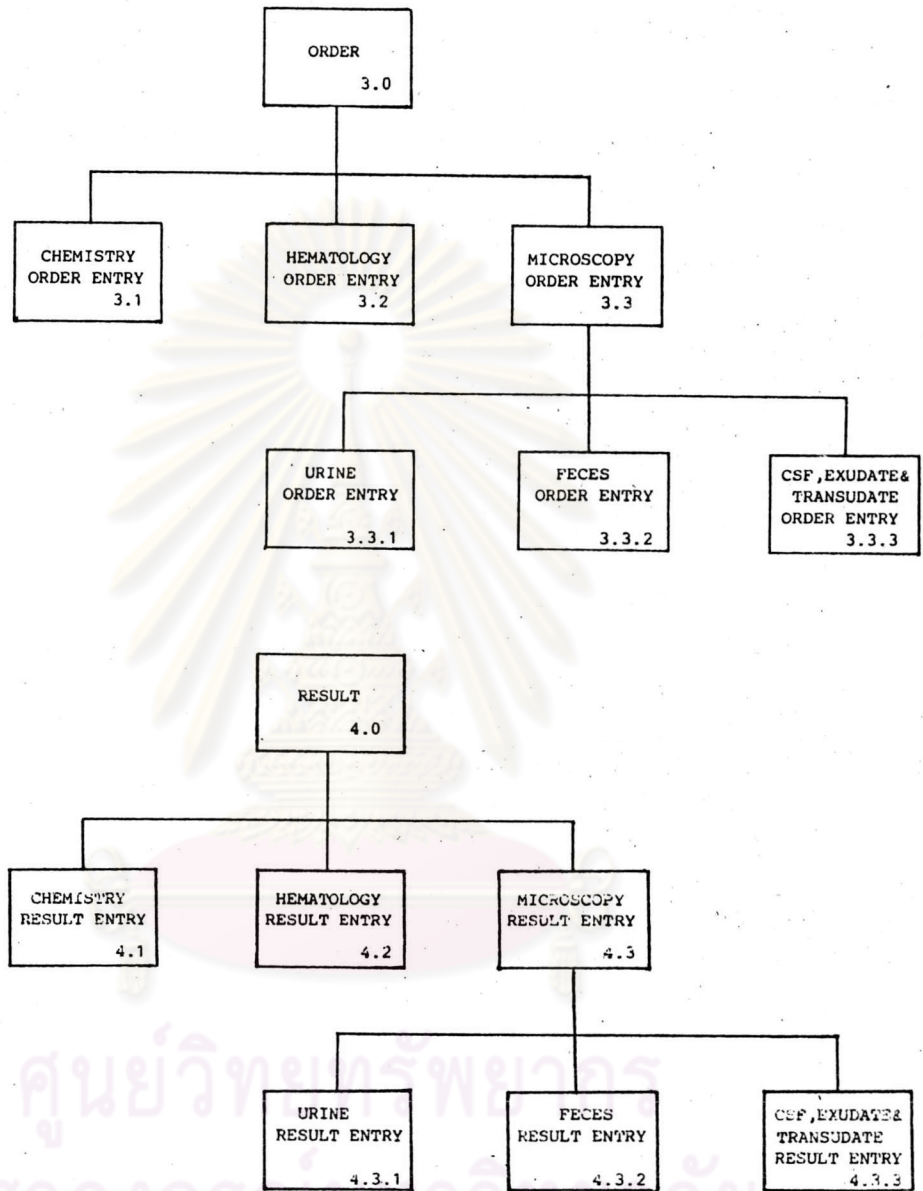 ORDER
3.0
CHEMISTRY
ORDER ENTRY
3.1
HEMATOLOGY
ORDER ENTRY
3.2
MICROSCOPY
ORDER ENTRY
3.3
URINE
ORDER ENTRY
3.3.1
FECES
ORDER ENTRY
3.3.2
CSF,EXUDATE&
TRANSUDATE
ORDER ENTRY
3.3.3
RESULT
4.0
CHEMISTRY
RESULT ENTRY
4.1
HEMATOLOGY
RESULT ENTRY
4.2
MICROSCOPY
RESULT ENTRY
4.3
URINE
RESULT ENTRY
4.3.1
FECES
RESULT ENTRY
4.3.2
CSF,EXUDATE&
TRANSUDATE
RESULT ENTRY
4.3.3
ศูนย์วิทยทรัพยากร